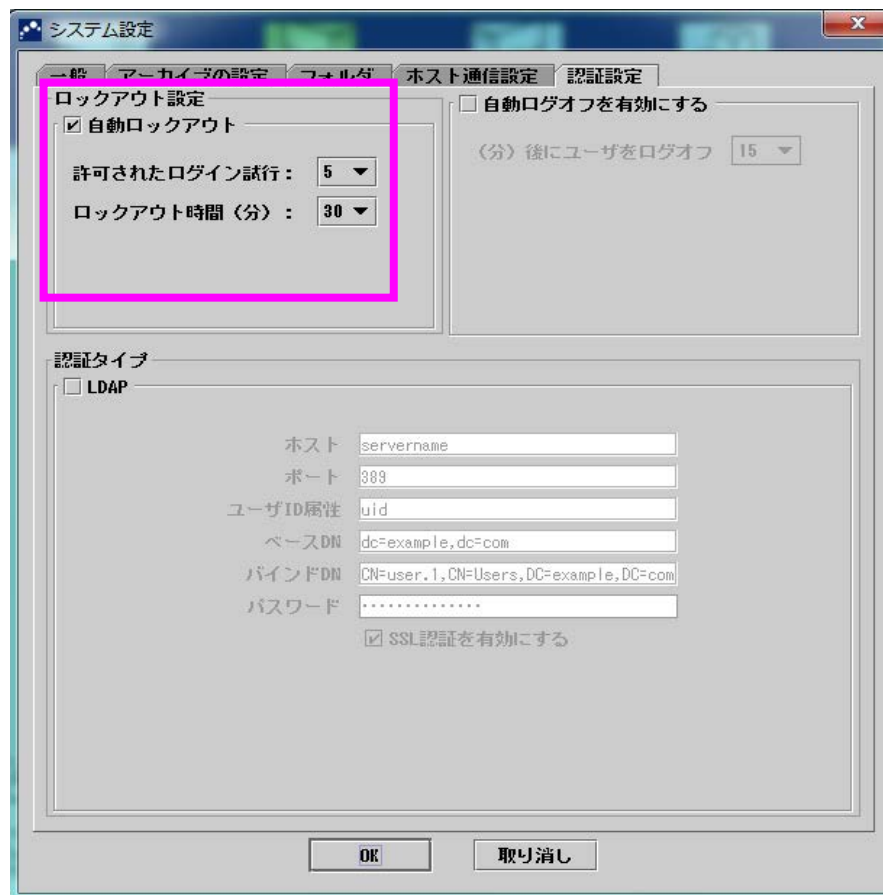 システム設定
一般 アーカイブの設定 フォルダ ホスト通信設定 認証設定
ロックアウト設定
自動ロックアウト
許可されたログイン試行： 5
ロックアウト時間（分）： 30
自動ログオフを有効にする
（分）後にユーザをログオフ 15
認証タイプ
LDAP
ホスト servername
ポート 389
ユーザID属性 uid
ベースDN dc=example,dc=com
バインドDN CN=user.1,CN=Users,DC=example,DC=com
パスワード ··············
SSL認証を有効にする
OK 取り消し